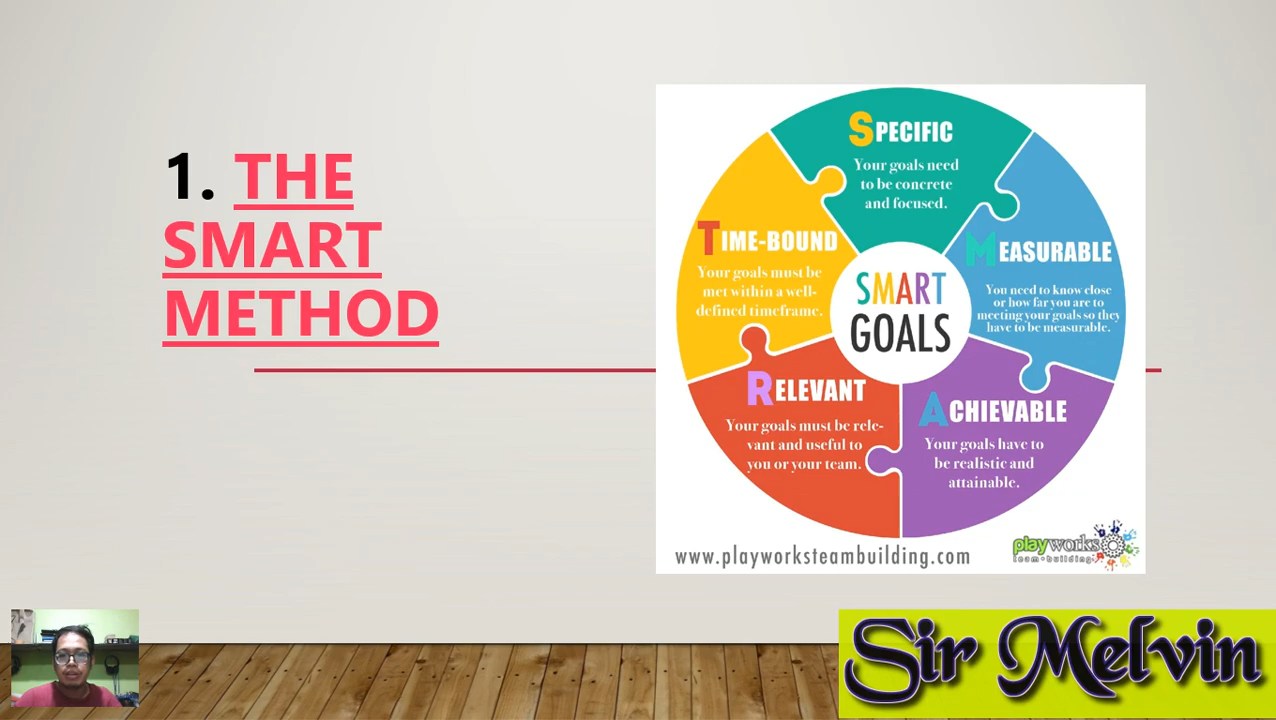 1. THE
SMART
METHOD
SPECIFIC
Your goals need
to be concrete
and focused.
MEASURABLE
You need to know close
or how far you are to
meeting your goals so they
have to be measurable.
ACHIEVABLE
Your goals have to
be realistic and
attainable.
RELEVANT
Your goals must be rele-
vant and useful to
you or your team.
TIME-BOUND
Your goals must be
met within a well-
defined timeframe.
SMART
GOALS
www.playworksteambuilding.com
playworks
team•building
Sir Melvin